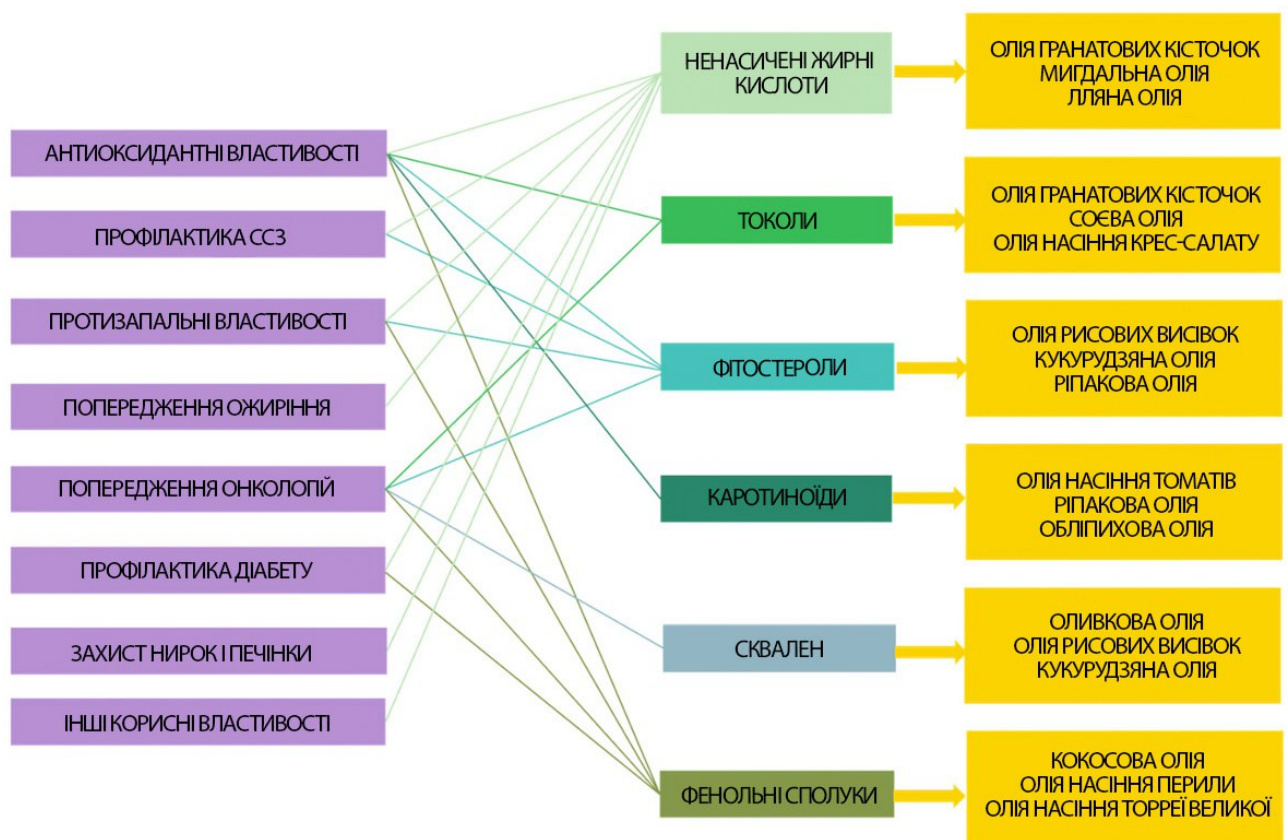 АНТИОКСИДАНТНІ ВЛАСТИВОСТІ
ПРОФІЛАКТИКА ССЗ
ПРОТИЗАПАЛЬНІ ВЛАСТИВОСТІ
ПОПЕРЕДЖЕННЯ ОЖИРІННЯ
ПОПЕРЕДЖЕННЯ ОНКОЛОГІЙ
ПРОФІЛАКТИКА ДІАБЕТУ
ЗАХИСТ НИРОК І ПЕЧІНКИ
ІНШІ КОРИСНІ ВЛАСТИВОСТІ
НЕНАСИЧЕНІ ЖИРНІ
КИСЛОТИ
ТОКОЛИ
ФІТОСТЕРОЛИ
КАРОТИНОЇДИ
СКВАЛЕН
ФЕНОЛЬНІ СПОЛУКИ
ОЛІЯ ГРАНАТОВИХ КІСТОЧОК
МИГДАЛЬНА ОЛІЯ
ЛЛЯНА ОЛІЯ
ОЛІЯ ГРАНАТОВИХ КІСТОЧОК
СОЄВА ОЛІЯ
ОЛІЯ НАСІННЯ КРЕС-САЛАТУ
ОЛІЯ РИСОВИХ ВИСІВОК
КУКУРУДЗЯНА ОЛІЯ
РІПАКОВА ОЛІЯ
ОЛІЯ НАСІННЯ ТОМАТІВ
РІПАКОВА ОЛІЯ
ОБЛІПИХОВА ОЛІЯ
ОЛИВКОВА ОЛІЯ
ОЛІЯ РИСОВИХ ВИСІВОК
КУКУРУДЗЯНА ОЛІЯ
КОКОСОВА ОЛІЯ
ОЛІЯ НАСІННЯ ПЕРИЛИ
ОЛІЯ НАСІННЯ ТОРРЕЇ ВЕЛИКОЇ